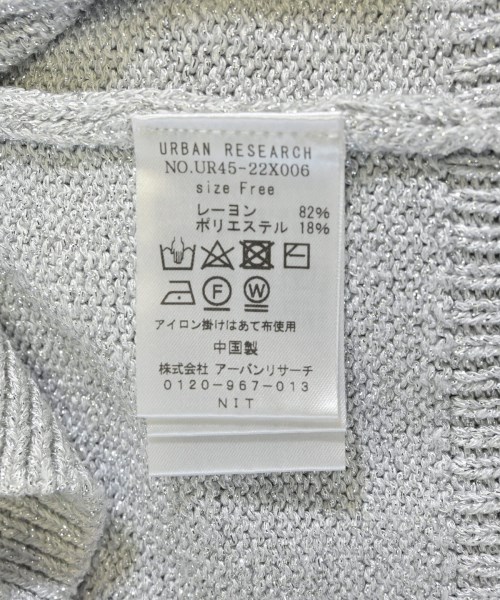 URBAN RESEARCH
NO.UR45-22X006
size Free
レーヨン 82%
ポリエステル 18%
F W
アイロン掛けはあて布使用
中国製
株式会社 アーバンリサーチ
0120-967-013
NIT